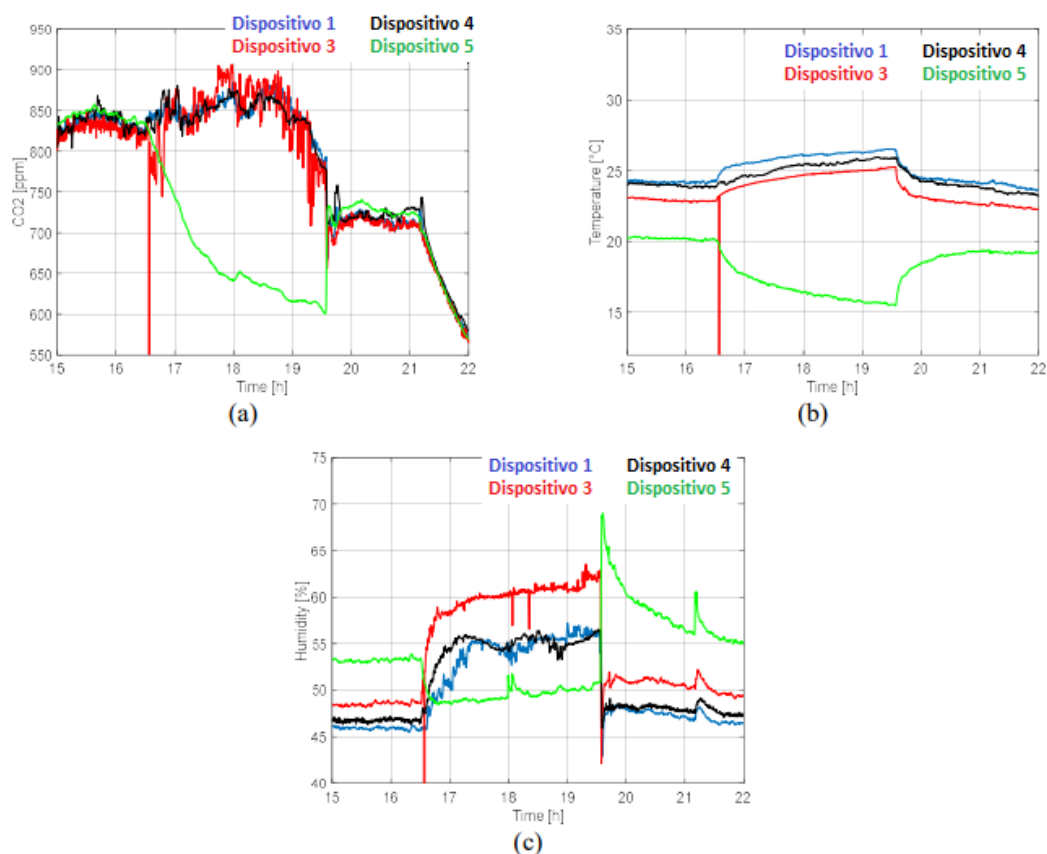 Dispositivo 1 Dispositivo 4
Dispositivo 3 Dispositivo 5
950
900
850
800
750
700
650
600
550
CO2 [ppm]
15 16 17 18 19 20 21 22
Time [h]
(a)
Dispositivo 1 Dispositivo 4
Dispositivo 3 Dispositivo 5
35
30
25
20
15
Temperature [°C]
15 16 17 18 19 20 21 22
Time [h]
(b)
Dispositivo 1 Dispositivo 4
Dispositivo 3 Dispositivo 5
75
70
65
60
55
50
45
40
Humidity [%]
15 16 17 18 19 20 21 22
Time [h]
(c)